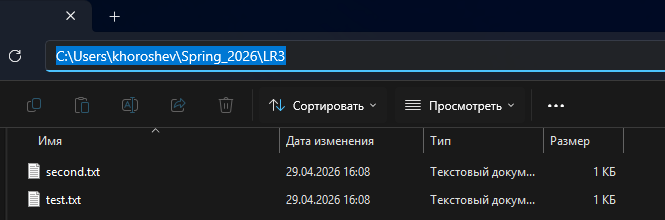 C:\Users\khoroshev\Spring_2026\LR3
Сортировать Просмотреть
Имя Дата изменения Тип Размер
second.txt 29.04.2026 16:08 Текстовый докум... 1 КБ
test.txt 29.04.2026 16:08 Текстовый докум... 1 КБ